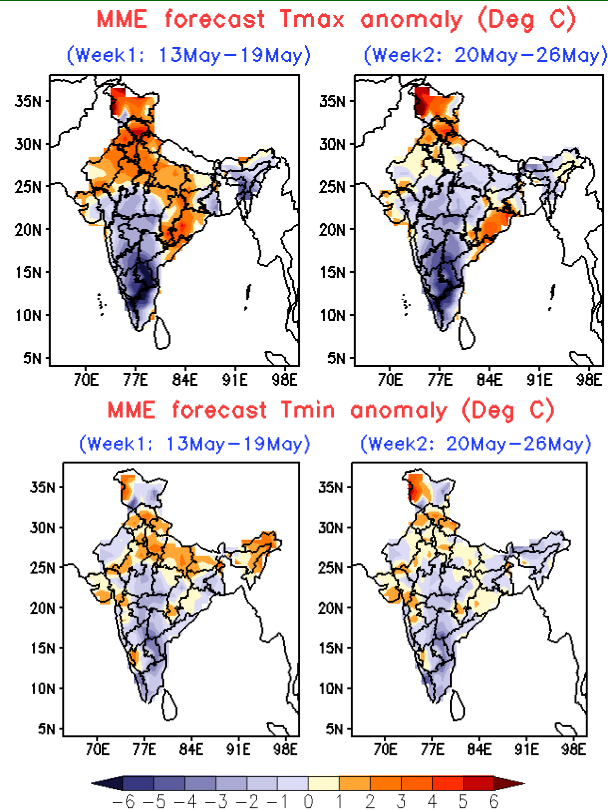 MME forecast Tmax anomaly (Deg C)
(Week1: 13May−19May) (Week2: 20May−26May)
35N 35N
30N 30N
25N 25N
20N 20N
15N 15N
10N 10N
5N 5N
70E 77E 84E 91E 98E 70E 77E 84E 91E 98E
MME forecast Tmin anomaly (Deg C)
(Week1: 13May−19May) (Week2: 20May−26May)
35N 35N
30N 30N
25N 25N
20N 20N
15N 15N
10N 10N
5N 5N
70E 77E 84E 91E 98E 70E 77E 84E 91E 98E
−6 −5 −4 −3 −2 −1 0 1 2 3 4 5 6